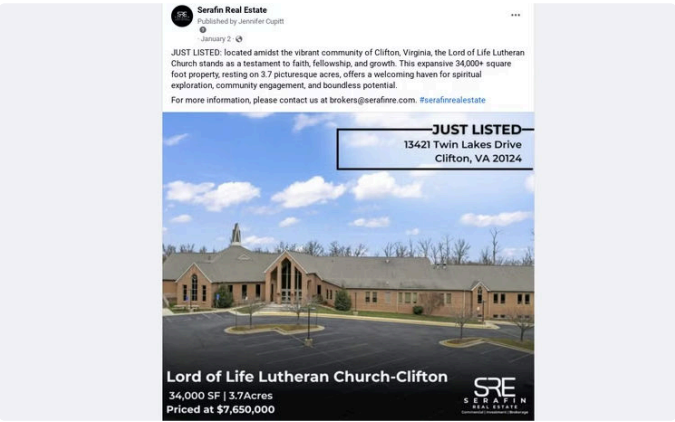 Serafin Real Estate
Published by Jennifer Cupitt
· January 2 ·
JUST LISTED: located amidst the vibrant community of Clifton, Virginia, the Lord of Life Lutheran
Church stands as a testament to faith, fellowship, and growth. This expansive 34,000+ square
foot property, resting on 3.7 picturesque acres, offers a welcoming haven for spiritual
exploration, community engagement, and boundless potential.
For more information, please contact us at brokers@serafinre.com. #serafinrealestate
JUST LISTED
13421 Twin Lakes Drive
Clifton, VA 20124
Lord of Life Lutheran Church-Clifton
34,000 SF | 3.7Acres
Priced at $7,650,000
SRE
SERAFIN
REAL ESTATE
Commercial | Investment | Brokerage